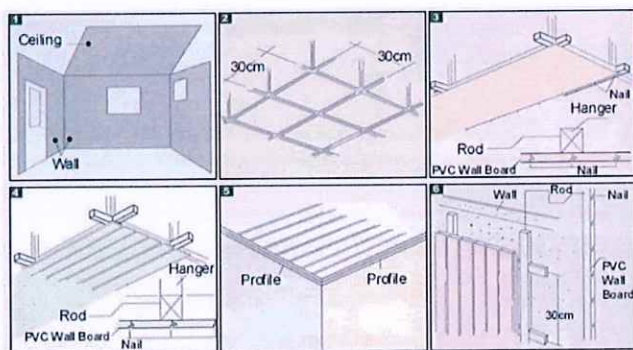 1
Ceiling
Wall
2
30cm
30cm
3
Nail
Hanger
Rod
PVC Wall Board
Nail
4
Hanger
Rod
PVC Wall Board
Nail
5
Profile
Profile
6
Wall
Rod
Nail
PVC
Wall
Board
30cm